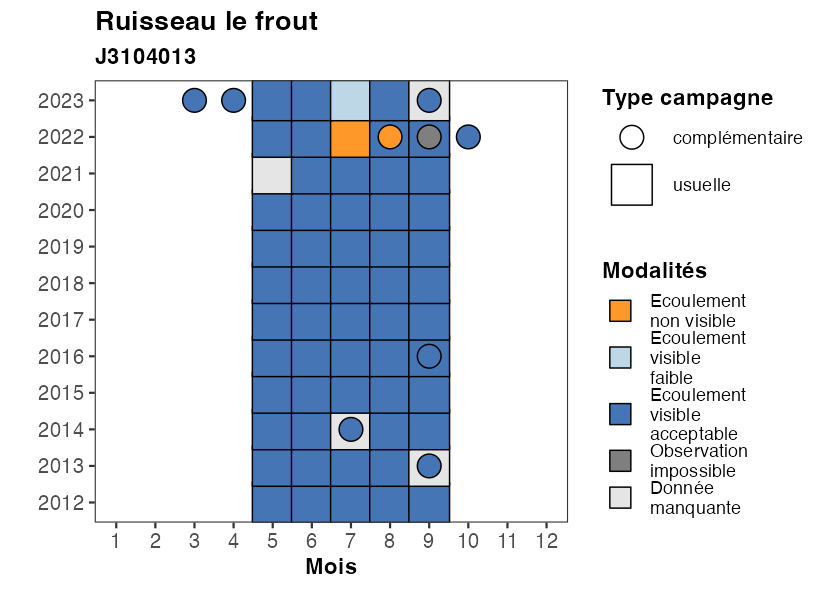 Ruisseau le frout
J3104013
2023
2022
2021
2020
2019
2018
2017
2016
2015
2014
2013
2012
1 2 3 4 5 6 7 8 9 10 11 12
Mois
Type campagne
complémentaire
usuelle
Modalités
Ecoulement
non visible
Ecoulement
visible
faible
Ecoulement
visible
acceptable
Observation
impossible
Donnée
manquante